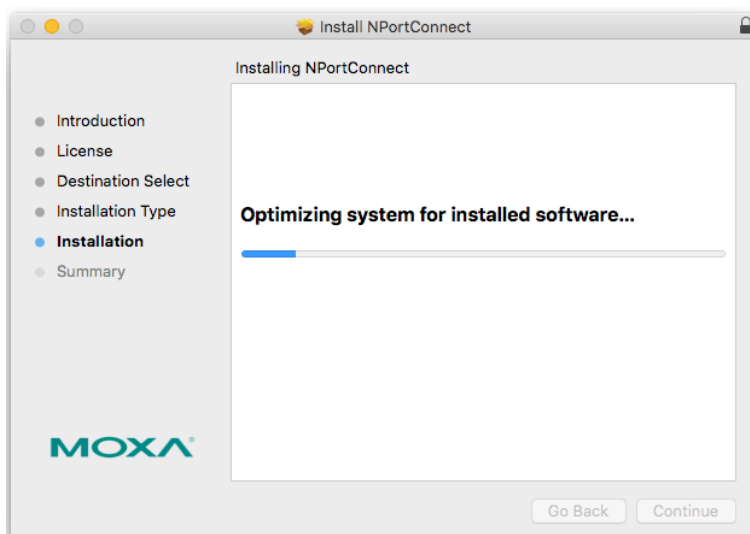 Install NPortConnect
Installing NPortConnect
Introduction
License
Destination Select
Installation Type
Installation
Summary
Optimizing system for installed software...
MOXA®
Go Back
Continue